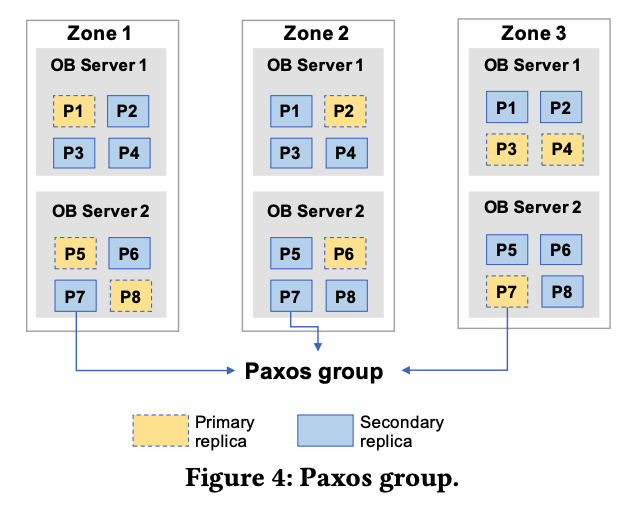 Zone 1
OB Server 1
P1 P2
P3 P4
OB Server 2
P5 P6
P7 P8
Zone 2
OB Server 1
P1 P2
P3 P4
OB Server 2
P5 P6
P7 P8
Zone 3
OB Server 1
P1 P2
P3 P4
OB Server 2
P5 P6
P7 P8
Paxos group
Primary
replica
Secondary
replica
Figure 4: Paxos group.